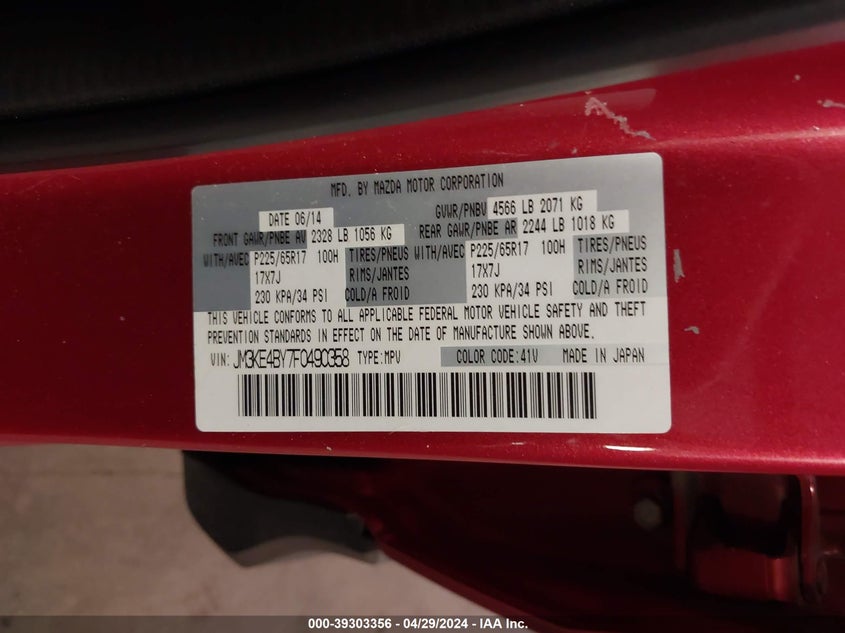 MFD. BY MAZDA MOTOR CORPORATION
DATE 06/14 GVWR/PNBV 4566 LB 2071 KG
FRONT GAWR/PNBE AV 2328 LB 1056 KG REAR GAWR/PNBE AR 2244 LB 1018 KG
WITH/AVEC P225/65R17 100H TIRES/PNEUS WITH/AVEC P225/65R17 100H TIRES/PNEUS
17X7J RIMS/JANTES 17X7J RIMS/JANTES
230 KPA/34 PSI COLD/A FROID 230 KPA/34 PSI COLD/A FROID
THIS VEHICLE CONFORMS TO ALL APPLICABLE FEDERAL MOTOR VEHICLE SAFETY AND THEFT
PREVENTION STANDARDS IN EFFECT ON THE DATE OF MANUFACTURE SHOWN ABOVE.
VIN: JM3KE4BY7F0490358 TYPE:MPV COLOR CODE:41V MADE IN JAPAN
000-39303356 - 04/29/2024 - IAA Inc.